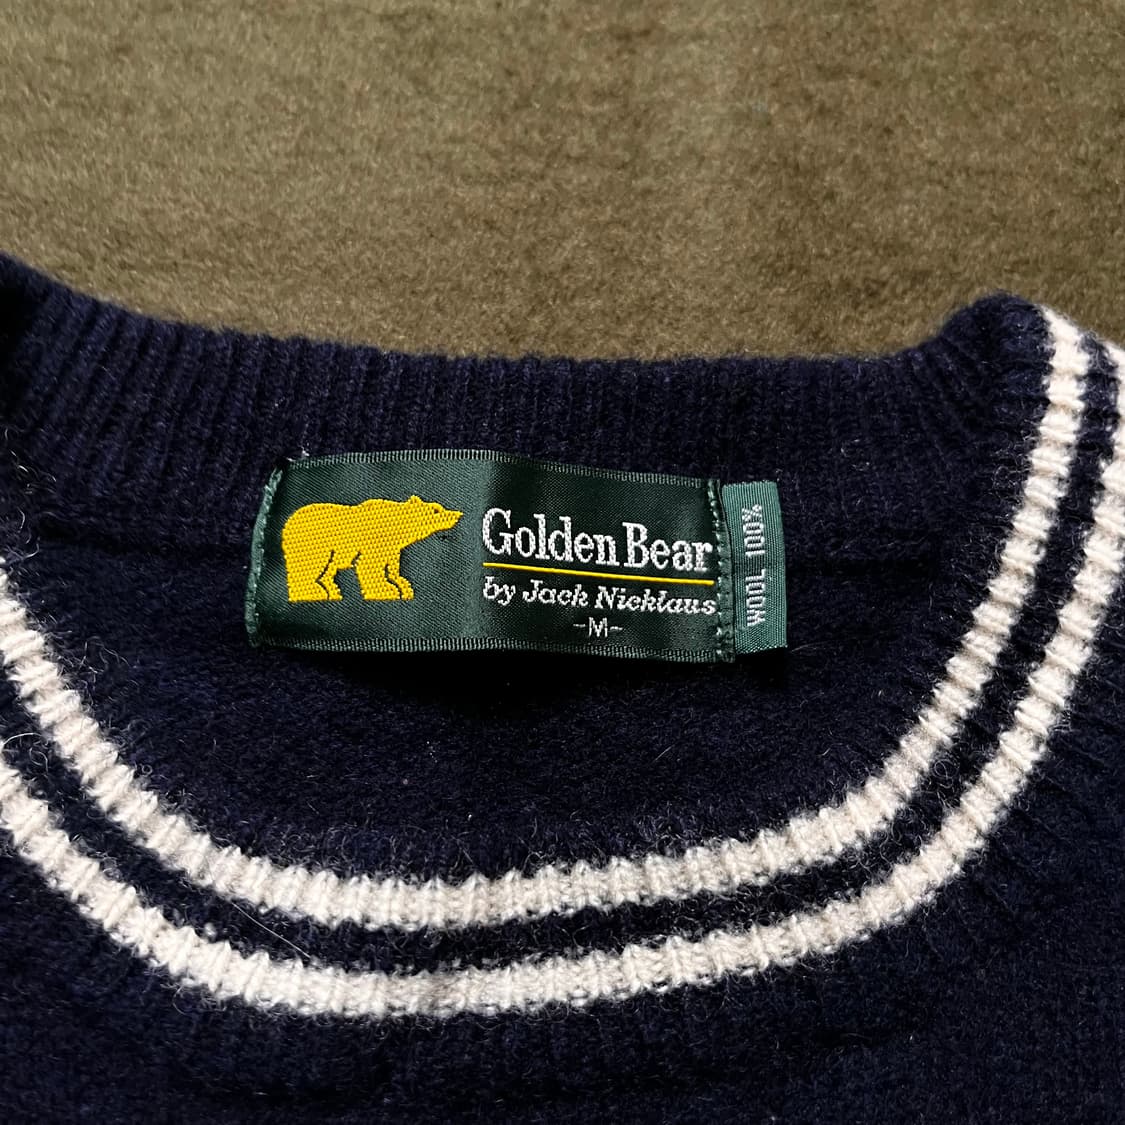 Golden Bear
by Jack Nicklaus
-M-
WOOL 100%